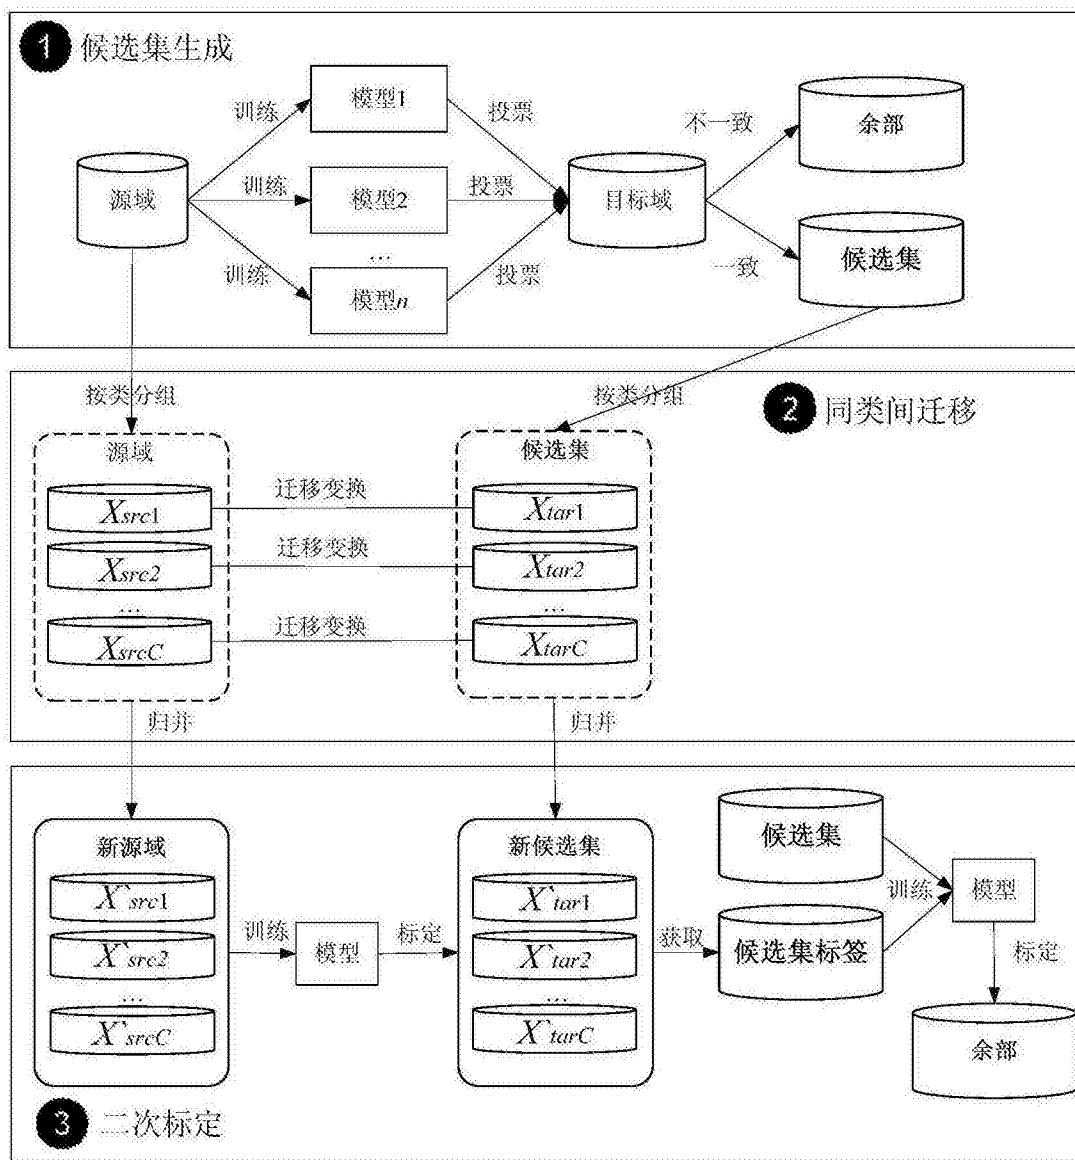 1 候选集生成
训练 模型1 投票
不一致 余部
源域 训练 模型2 投票 目标域
...
训练 模型n 投票
一致 候选集
按类分组 按类分组
2 同类间迁移
源域 候选集
Xsrc1 迁移变换 Xtar1
Xsrc2 迁移变换 Xtar2
... ...
XsrcC 迁移变换 XtarC
归并 归并
新源域 新候选集
候选集
X`src1 X`tar1
训练 模型
X`src2 训练 模型 标定 X`tar2 获取 候选集标签
标定
... ...
X`srcC X`tarC
余部
3 二次标定